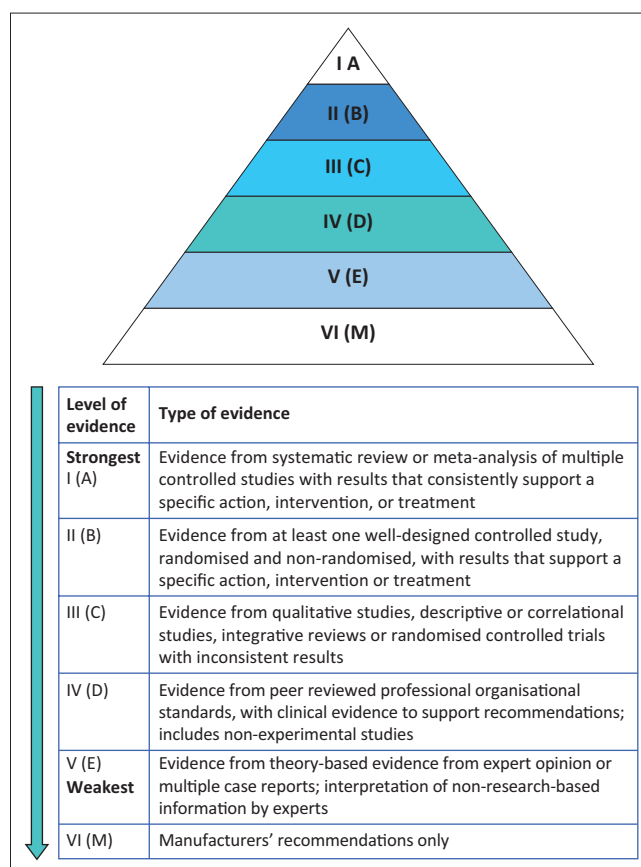 I A
II (B)
III (C)
IV (D)
V (E)
VI (M)
Level of
evidence
Type of evidence
Strongest
I (A)
Evidence from systematic review or meta-analysis of multiple
controlled studies with results that consistently support a
specific action, intervention, or treatment
II (B)
Evidence from at least one well-designed controlled study,
randomised and non-randomised, with results that support a
specific action, intervention or treatment
III (C)
Evidence from qualitative studies, descriptive or correlational
studies, integrative reviews or randomised controlled trials
with inconsistent results
IV (D)
Evidence from peer reviewed professional organisational
standards, with clinical evidence to support recommendations;
includes non-experimental studies
V (E)
Weakest
Evidence from theory-based evidence from expert opinion or
multiple case reports; interpretation of non-research-based
information by experts
VI (M)
Manufacturers’ recommendations only